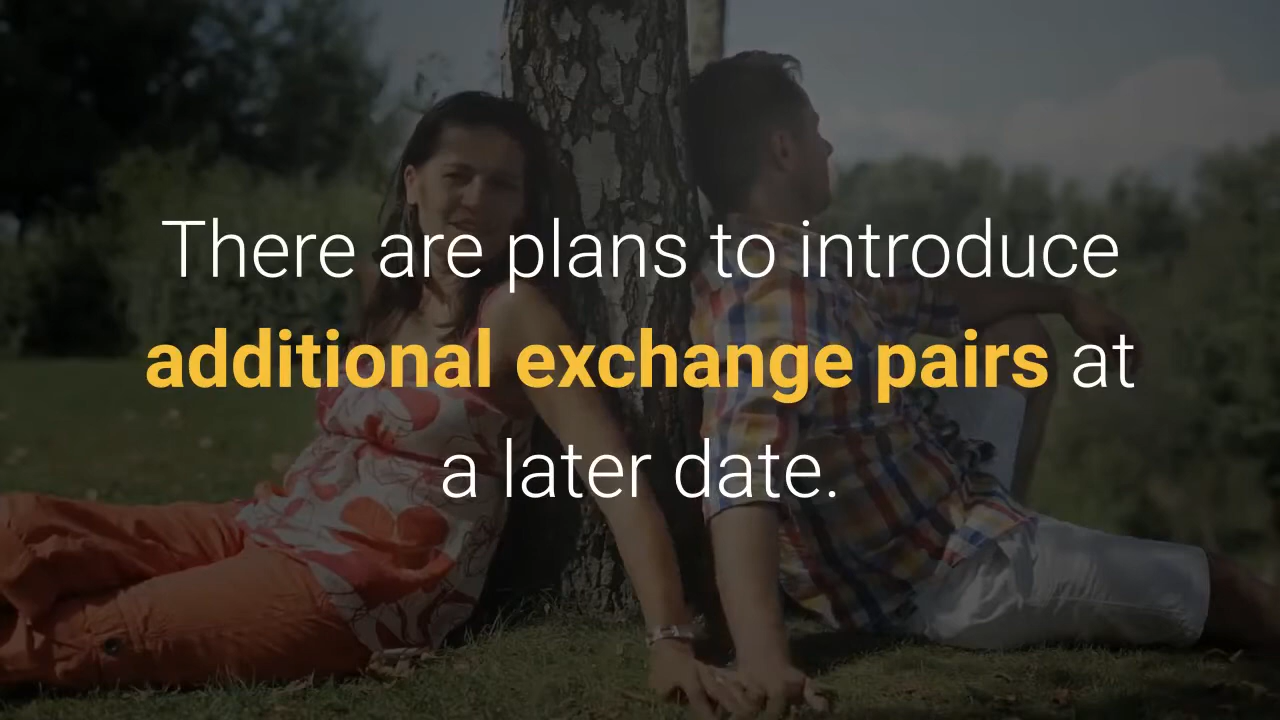 There are plans to introduce
additional exchange pairs at
a later date.